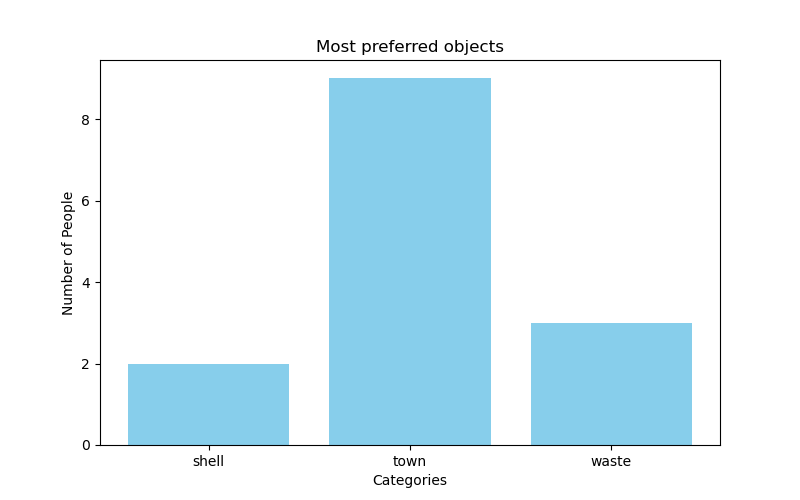 Most preferred objects
Number of People
8
6
4
2
0
shell town waste
Categories